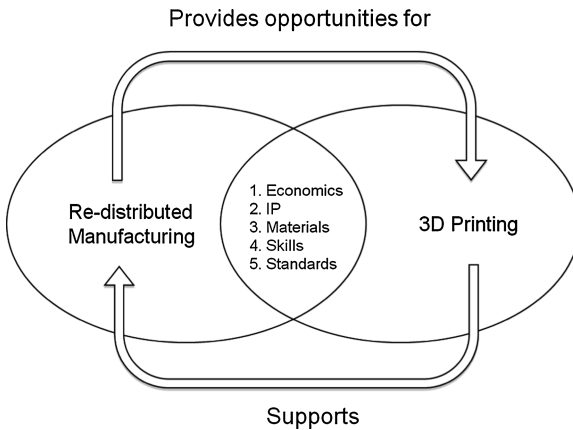 Provides opportunities for
Re-distributed
Manufacturing
1. Economics
2. IP
3. Materials
4. Skills
5. Standards
3D Printing
Supports